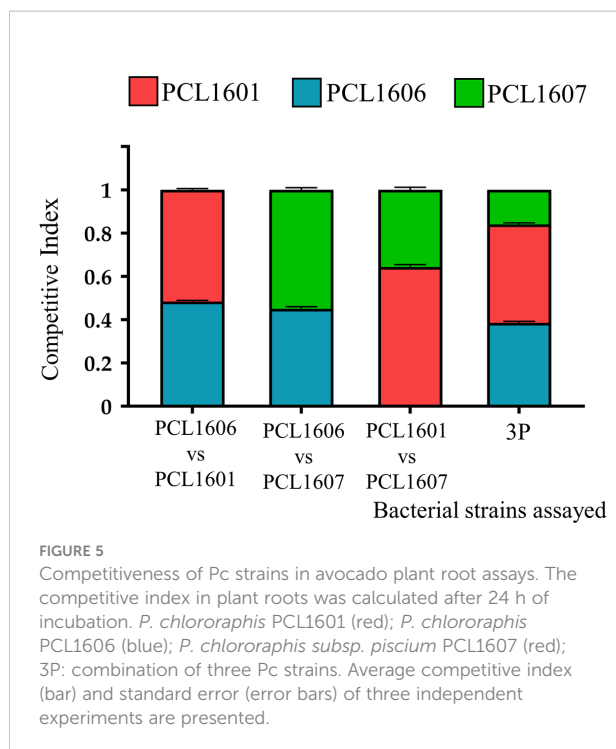 PCL1601 PCL1606 PCL1607
Competitive Index
1
0.8
0.6
0.4
0.2
0
PCL1606
vs
PCL1601
PCL1606
vs
PCL1607
PCL1601
vs
PCL1607
3P
Bacterial strains assayed
FIGURE 5
Competitiveness of Pc strains in avocado plant root assays. The
competitive index in plant roots was calculated after 24 h of
incubation. P. chlororaphis PCL1601 (red); P. chlororaphis
PCL1606 (blue); P. chlororaphis subsp. piscium PCL1607 (red);
3P: combination of three Pc strains. Average competitive index
(bar) and standard error (error bars) of three independent
experiments are presented.